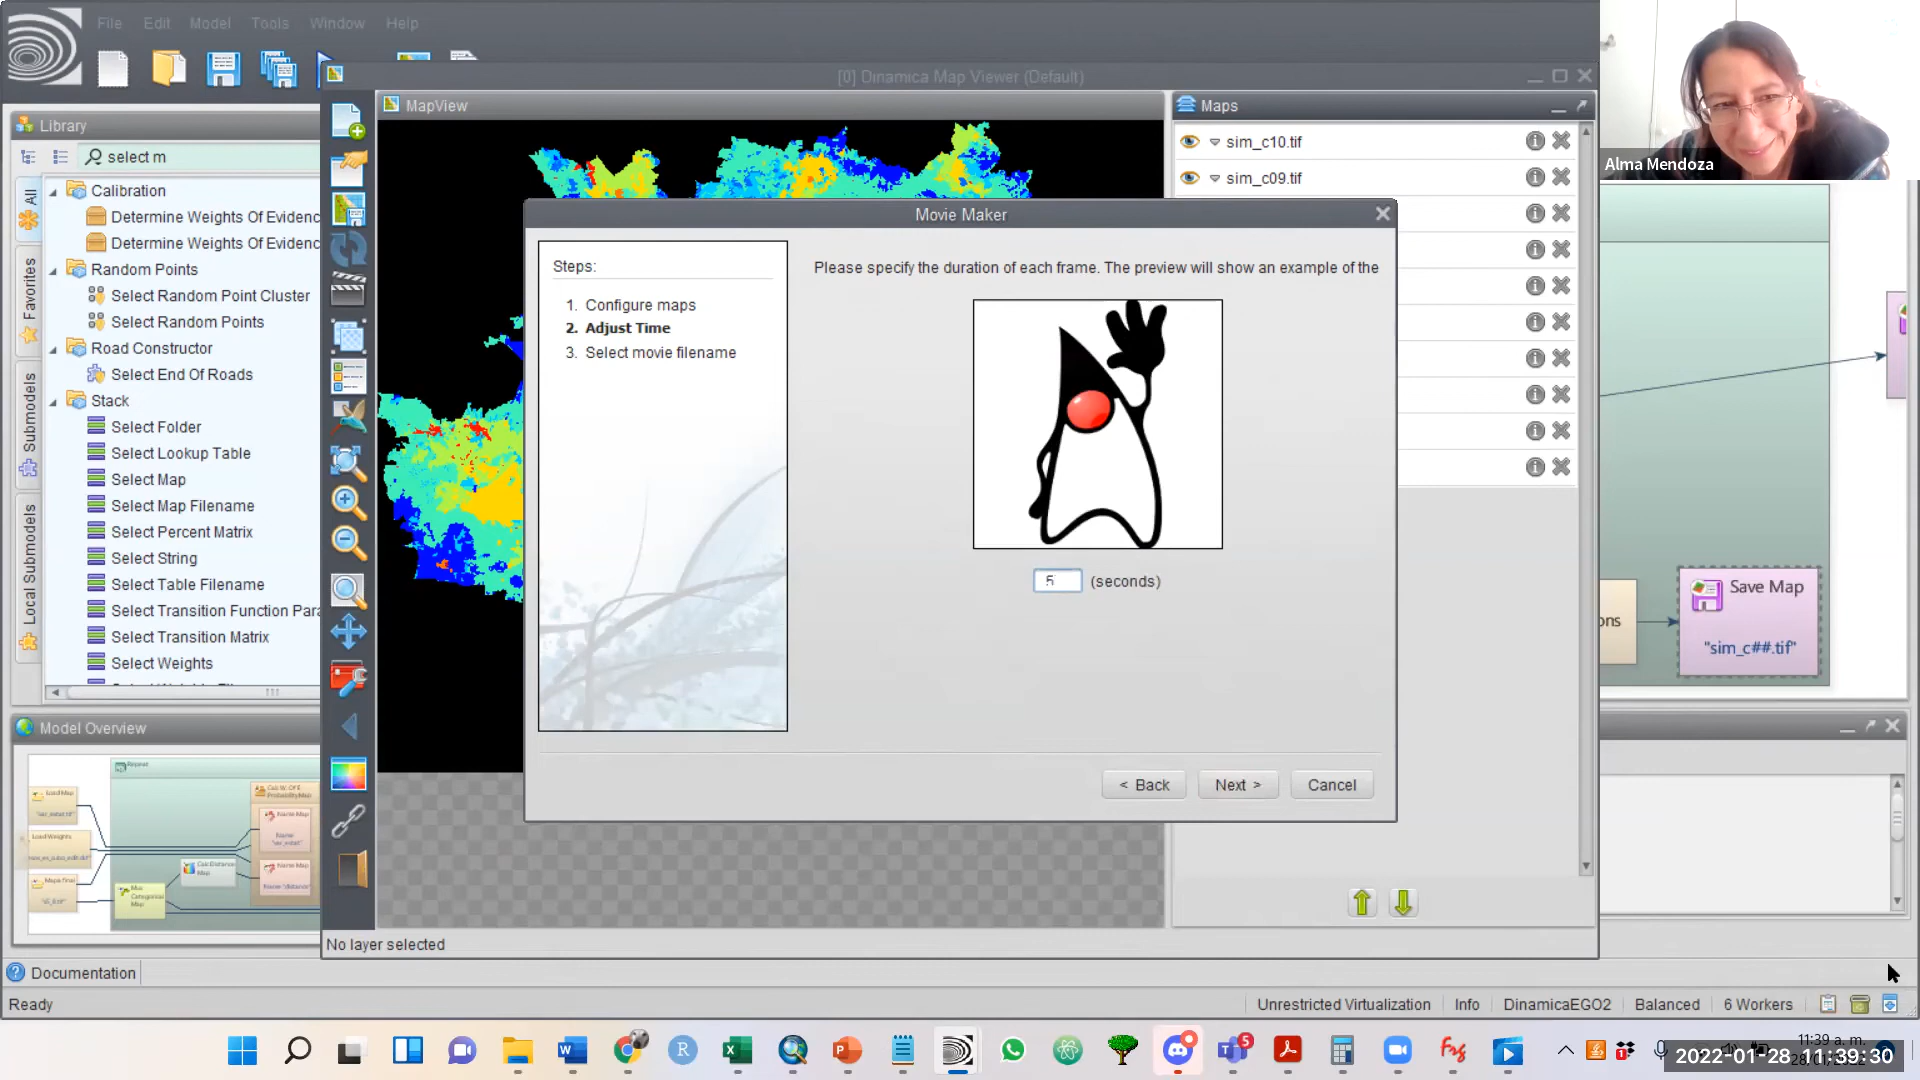 File Edit Model Tools Window Help
[0] Dinamica Map Viewer (Default)
Library
select m
All
Favorites
Submodels
Local Submodels
Calibration
Determine Weights Of Evidenc
Determine Weights Of Evidenc
Random Points
Select Random Point Cluster
Select Random Points
Road Constructor
Select End Of Roads
Stack
Select Folder
Select Lookup Table
Select Map
Select Map Filename
Select Percent Matrix
Select String
Select Table Filename
Select Transition Function Para
Select Transition Matrix
Select Weights
Model Overview
MapView
Maps
sim_c10.tif
sim_c09.tif
Alma Mendoza
Movie Maker
Steps:
1. Configure maps
2. Adjust Time
3. Select movie filename
Please specify the duration of each frame. The preview will show an example of the
5 (seconds)
< Back
Next >
Cancel
ons
Save Map
"sim_c##.tif"
No layer selected
Documentation
Ready
Unrestricted Virtualization
Info
DinamicaEGO2
Balanced
6 Workers
11:39 a. m.
2022-01-28 11:39:30